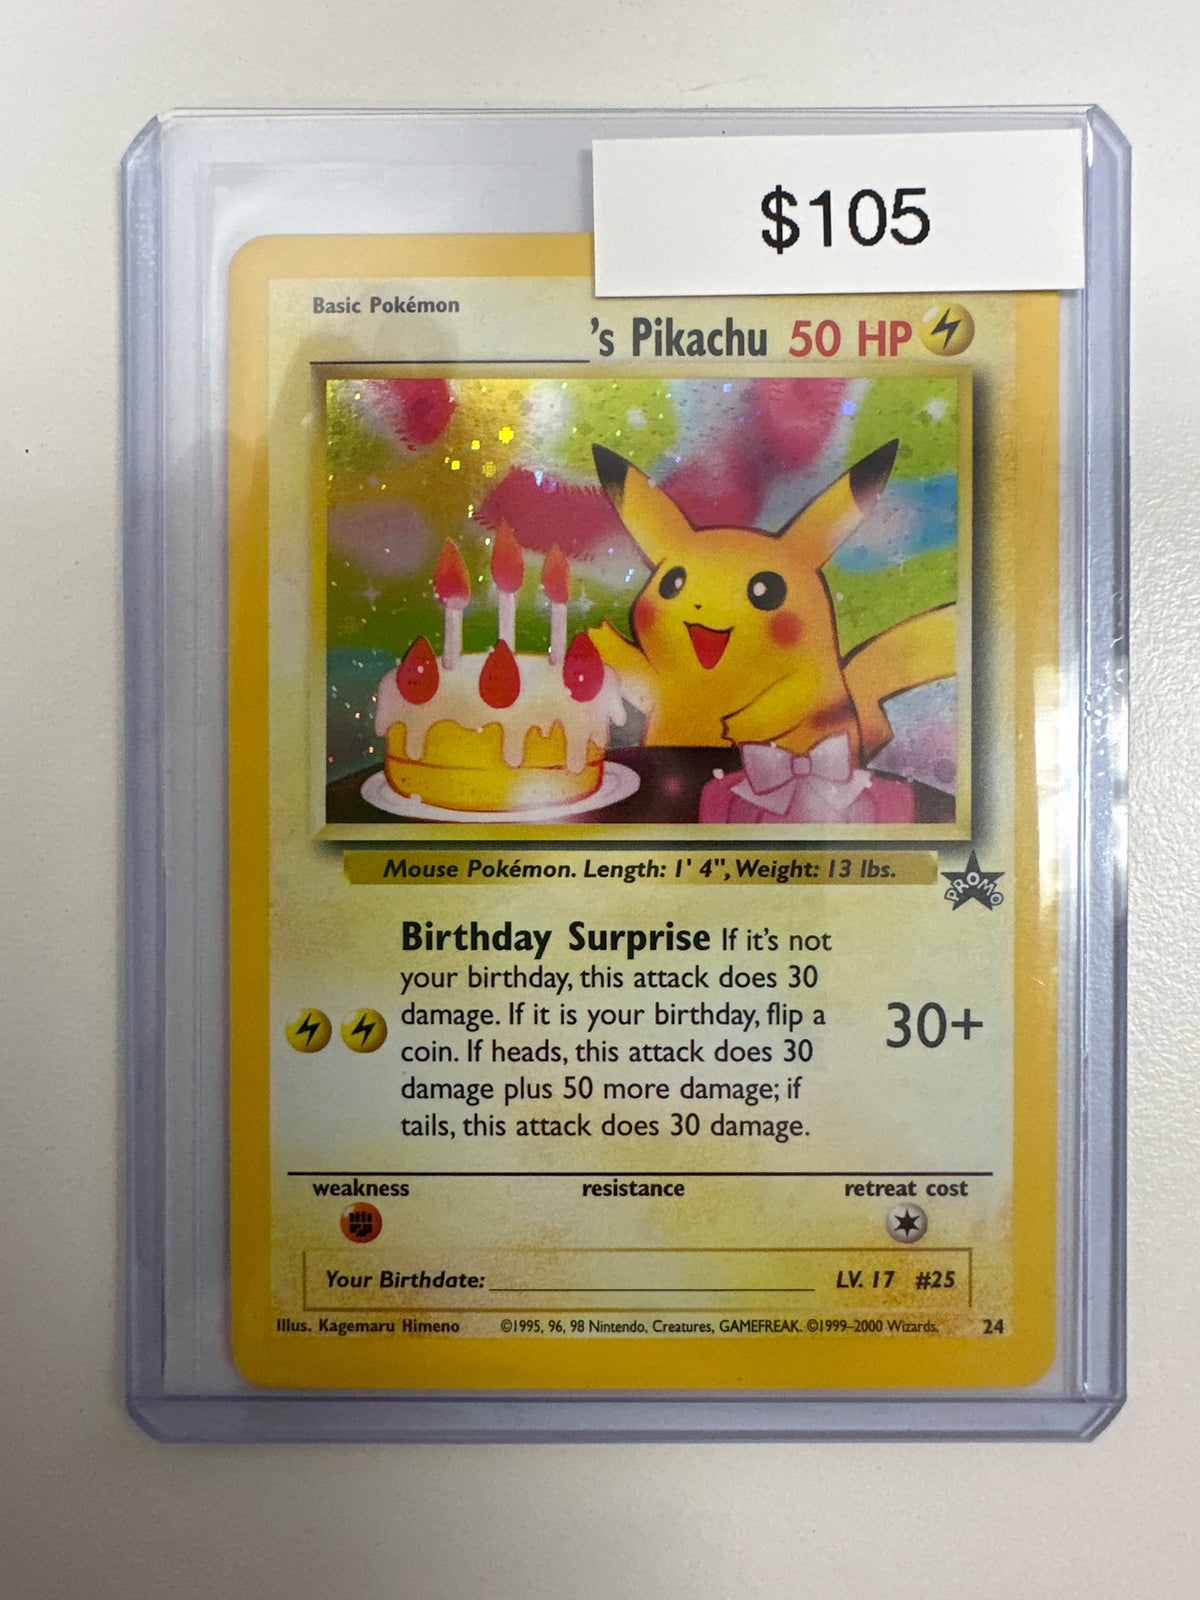 $105
Basic Pokémon
________'s Pikachu 50 HP
Mouse Pokémon. Length: 1' 4", Weight: 13 lbs.
PROMO
Birthday Surprise If it's not
your birthday, this attack does 30
damage. If it is your birthday, flip a
coin. If heads, this attack does 30
damage plus 50 more damage; if
tails, this attack does 30 damage.
30+
weakness resistance retreat cost
Your Birthdate:________ LV. 17 #25
Illus. Kagemaru Himeno ©1995, 96, 98 Nintendo, Creatures, GAMEFREAK. ©1999–2000 Wizards. 24